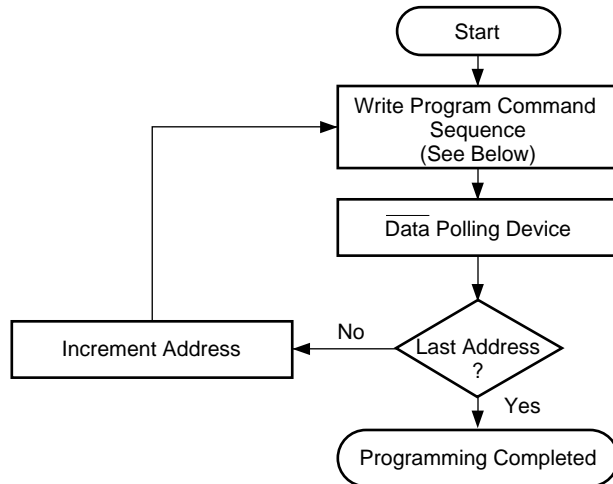 Start
Write Program Command
Sequence
(See Below)
Data Polling Device
Increment Address
No
Last Address
?
Yes
Programming Completed